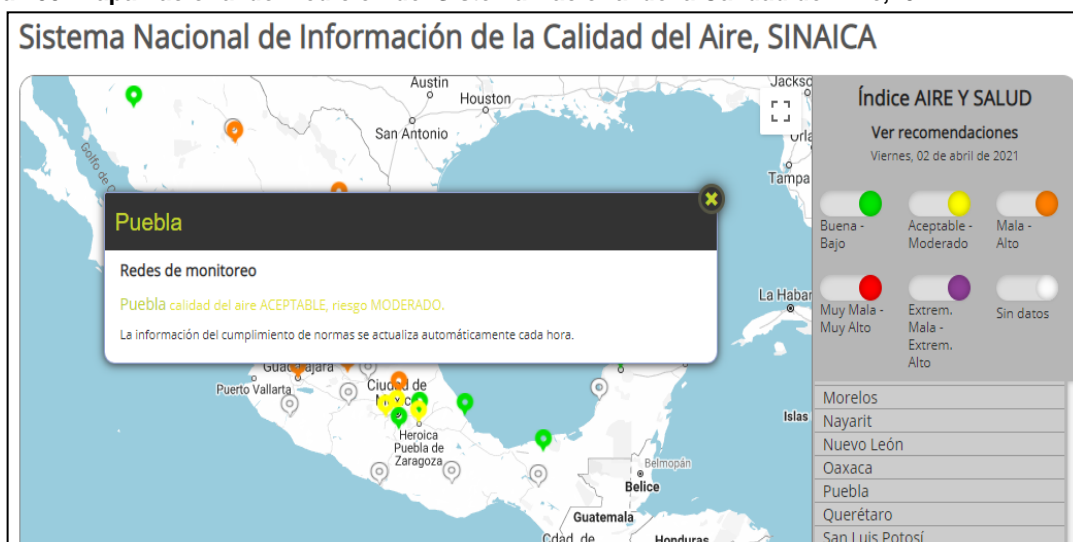 Sistema Nacional de Información de la Calidad del Aire, SINAICA
Austin
Houston
San Antonio
Tampa
Golfo de
Puebla
Redes de monitoreo
Puebla calidad del aire ACEPTABLE, riesgo MODERADO.
La información del cumplimiento de normas se actualiza automáticamente cada hora.
La Habar
Puerto Vallarta
Ciudad de
Heroica
Puebla de
Zaragoza
Islas
Belmopán
Belice
Guatemala
Cdad. de
Honduras
Índice AIRE Y SALUD
Ver recomendaciones
Viernes, 02 de abril de 2021
Buena -
Bajo
Aceptable -
Moderado
Mala -
Alto
Muy Mala -
Muy Alto
Extrem.
Mala -
Extrem.
Alto
Sin datos
Morelos
Nayarit
Nuevo León
Oaxaca
Puebla
Querétaro
San Luis Potosí